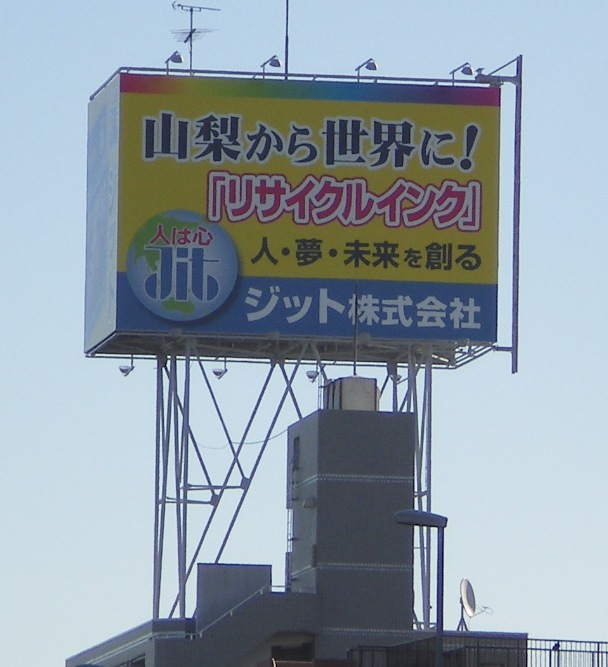 山梨から世界に!
「リサイクルインク」
人・夢・未来を創る
人は心
Jit
ジット株式会社